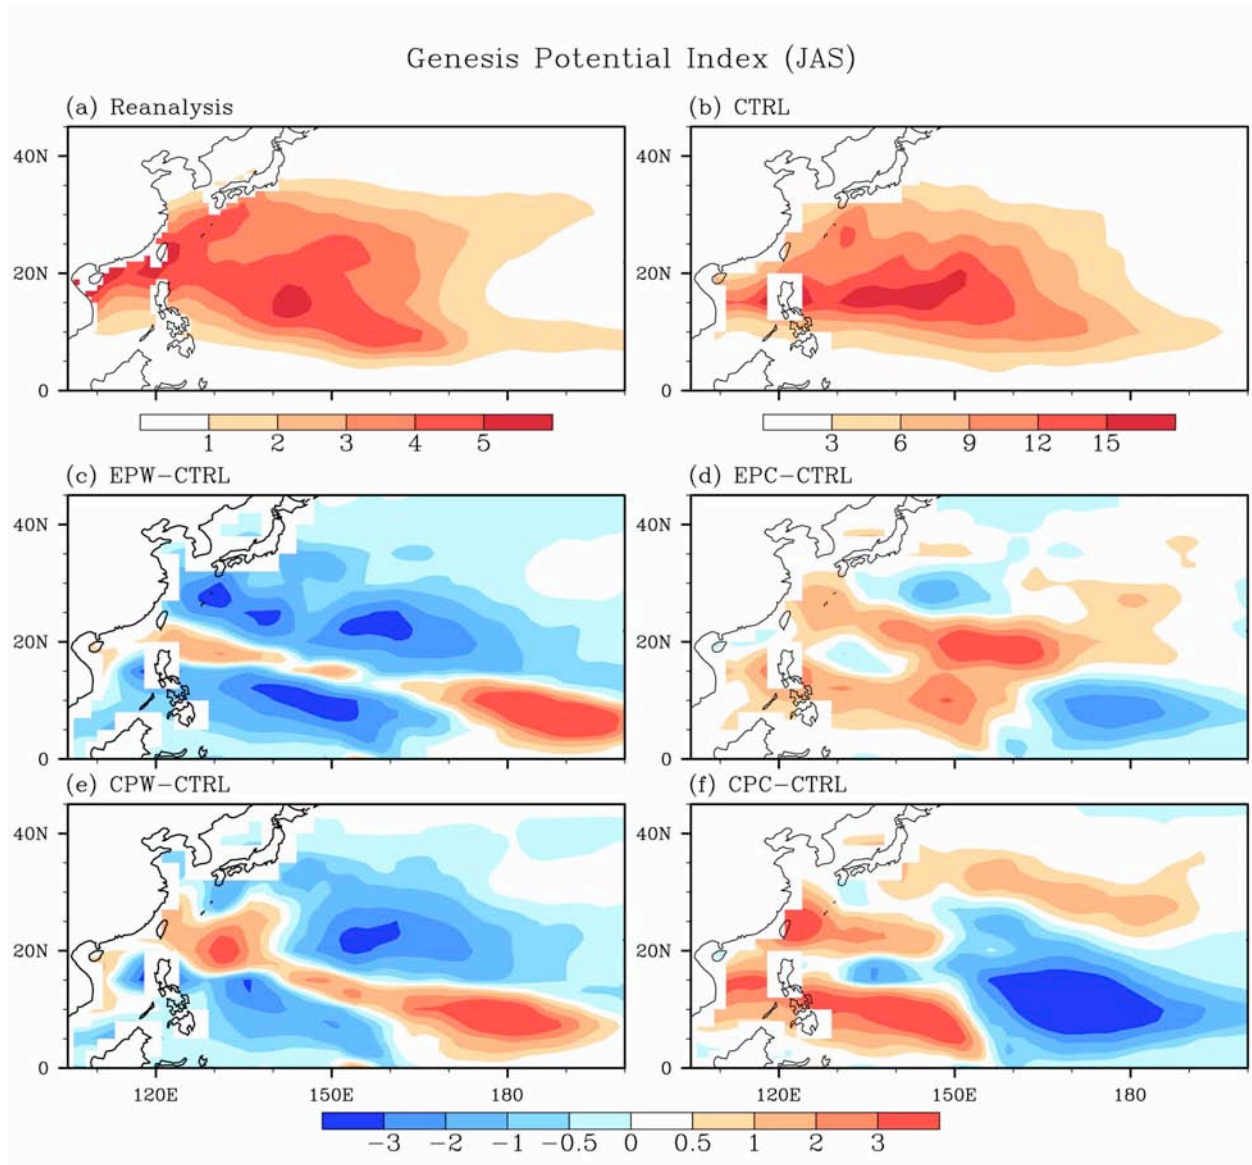 Genesis Potential Index (JAS)
(a) Reanalysis
(b) CTRL
40N
20N
0
40N
20N
0
1 2 3 4 5
3 6 9 12 15
(c) EPW-CTRL
(d) EPC-CTRL
40N
20N
0
40N
20N
0
(e) CPW-CTRL
(f) CPC-CTRL
40N
20N
0
40N
20N
0
120E 150E 180
120E 150E 180
-3 -2 -1 -0.5 0 0.5 1 2 3